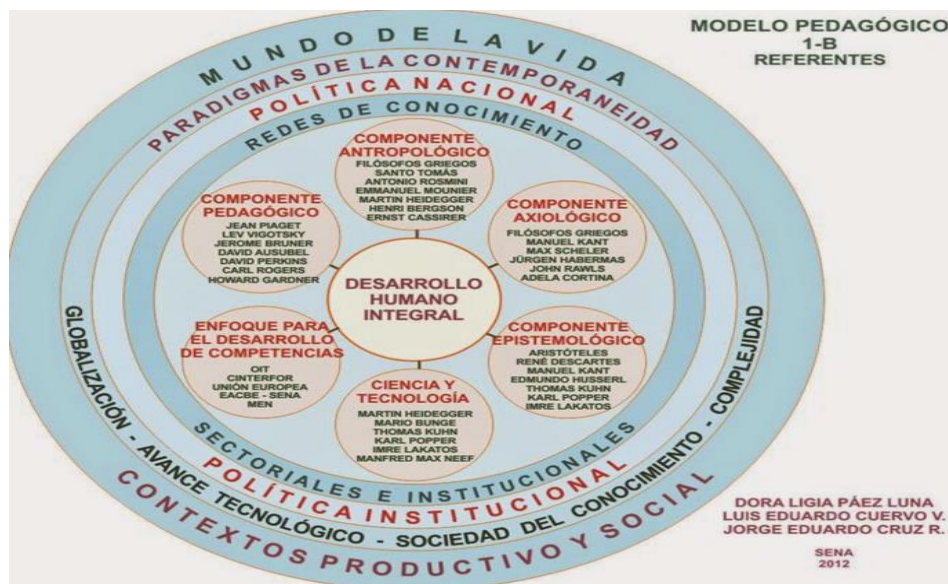 MODELO PEDAGÓGICO
1-B
REFERENTES
MUNDO DE LA VIDA
PARADIGMAS DE LA CONTEMPORANEIDAD
POLÍTICA NACIONAL
REDES DE CONOCIMIENTO
COMPONENTE
ANTROPOLÓGICO
FILÓSOFOS GRIEGOS
SANTO TOMÁS
ANTONIO ROSMINI
EMMANUEL MOUNIER
MARTIN HEIDEGGER
HENRI BERGSON
ERNST CASSIRER
COMPONENTE
PEDAGÓGICO
JEAN PIAGET
LEV VIGOTSKY
JEROME BRUNER
DAVID AUSUBEL
DAVID PERKINS
CARL ROGERS
HOWARD GARDNER
COMPONENTE
AXIOLÓGICO
FILÓSOFOS GRIEGOS
MANUEL KANT
MAX SCHELER
JÜRGEN HABERMAS
JOHN RAWLS
ADELA CORTINA
DESARROLLO
HUMANO
INTEGRAL
ENFOQUE PARA
EL DESARROLLO
DE COMPETENCIAS
OIT
CINTERFOR
UNIÓN EUROPEA
EACBE - SENA
MEN
COMPONENTE
EPISTEMOLÓGICO
ARISTÓTELES
RENÉ DESCARTES
MANUEL KANT
EDMUNDO HUSSERL
THOMAS KUHN
KARL POPPER
IMRE LAKATOS
CIENCIA Y
TECNOLOGÍA
MARTIN HEIDEGGER
MARIO BUNGE
THOMAS KUHN
KARL POPPER
IMRE LAKATOS
MANFRED MAX NEEF
SECTORIALES E INSTITUCIONALES
POLÍTICA INSTITUCIONAL
GLOBALIZACIÓN - AVANCE TECNOLÓGICO - SOCIEDAD DEL CONOCIMIENTO - COMPLEJIDAD
CONTEXTOS PRODUCTIVO Y SOCIAL
DORA LIGIA PÁEZ LUNA
LUIS EDUARDO CUERVO V.
JORGE EDUARDO CRUZ R.
SENA
2012